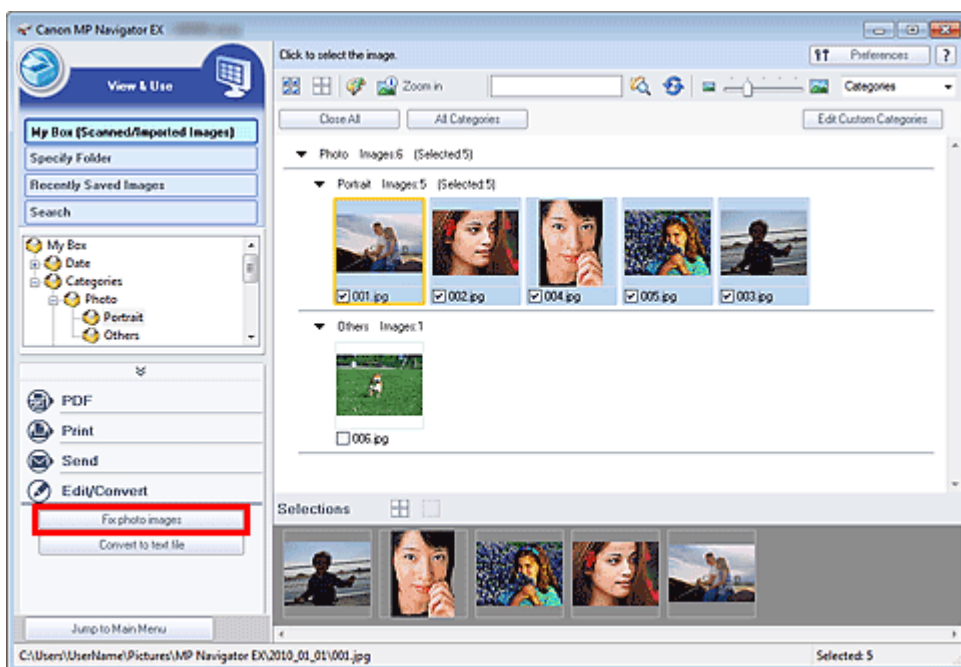 Canon MP Navigator EX
View & Use
My Box (Scanned/Imported Images)
Specify Folder
Recently Saved Images
Search
My Box
Date
Categories
Photo
Portrait
Others
PDF
Print
Send
Edit/Convert
Fix photo images
Convert to text file
Jump to Main Menu
Click to select the image.
Preferences
?
Zoom in
Categories
Close All
All Categories
Edit Custom Categories
Photo Images:6 (Selected:5)
Portrait Images:5 (Selected:5)
001.jpg
002.jpg
004.jpg
005.jpg
003.jpg
Others Images:1
006.jpg
Selections
C:\Users\UserName\Pictures\MP Navigator EX\2010_01_01\001.jpg
Selected: 5